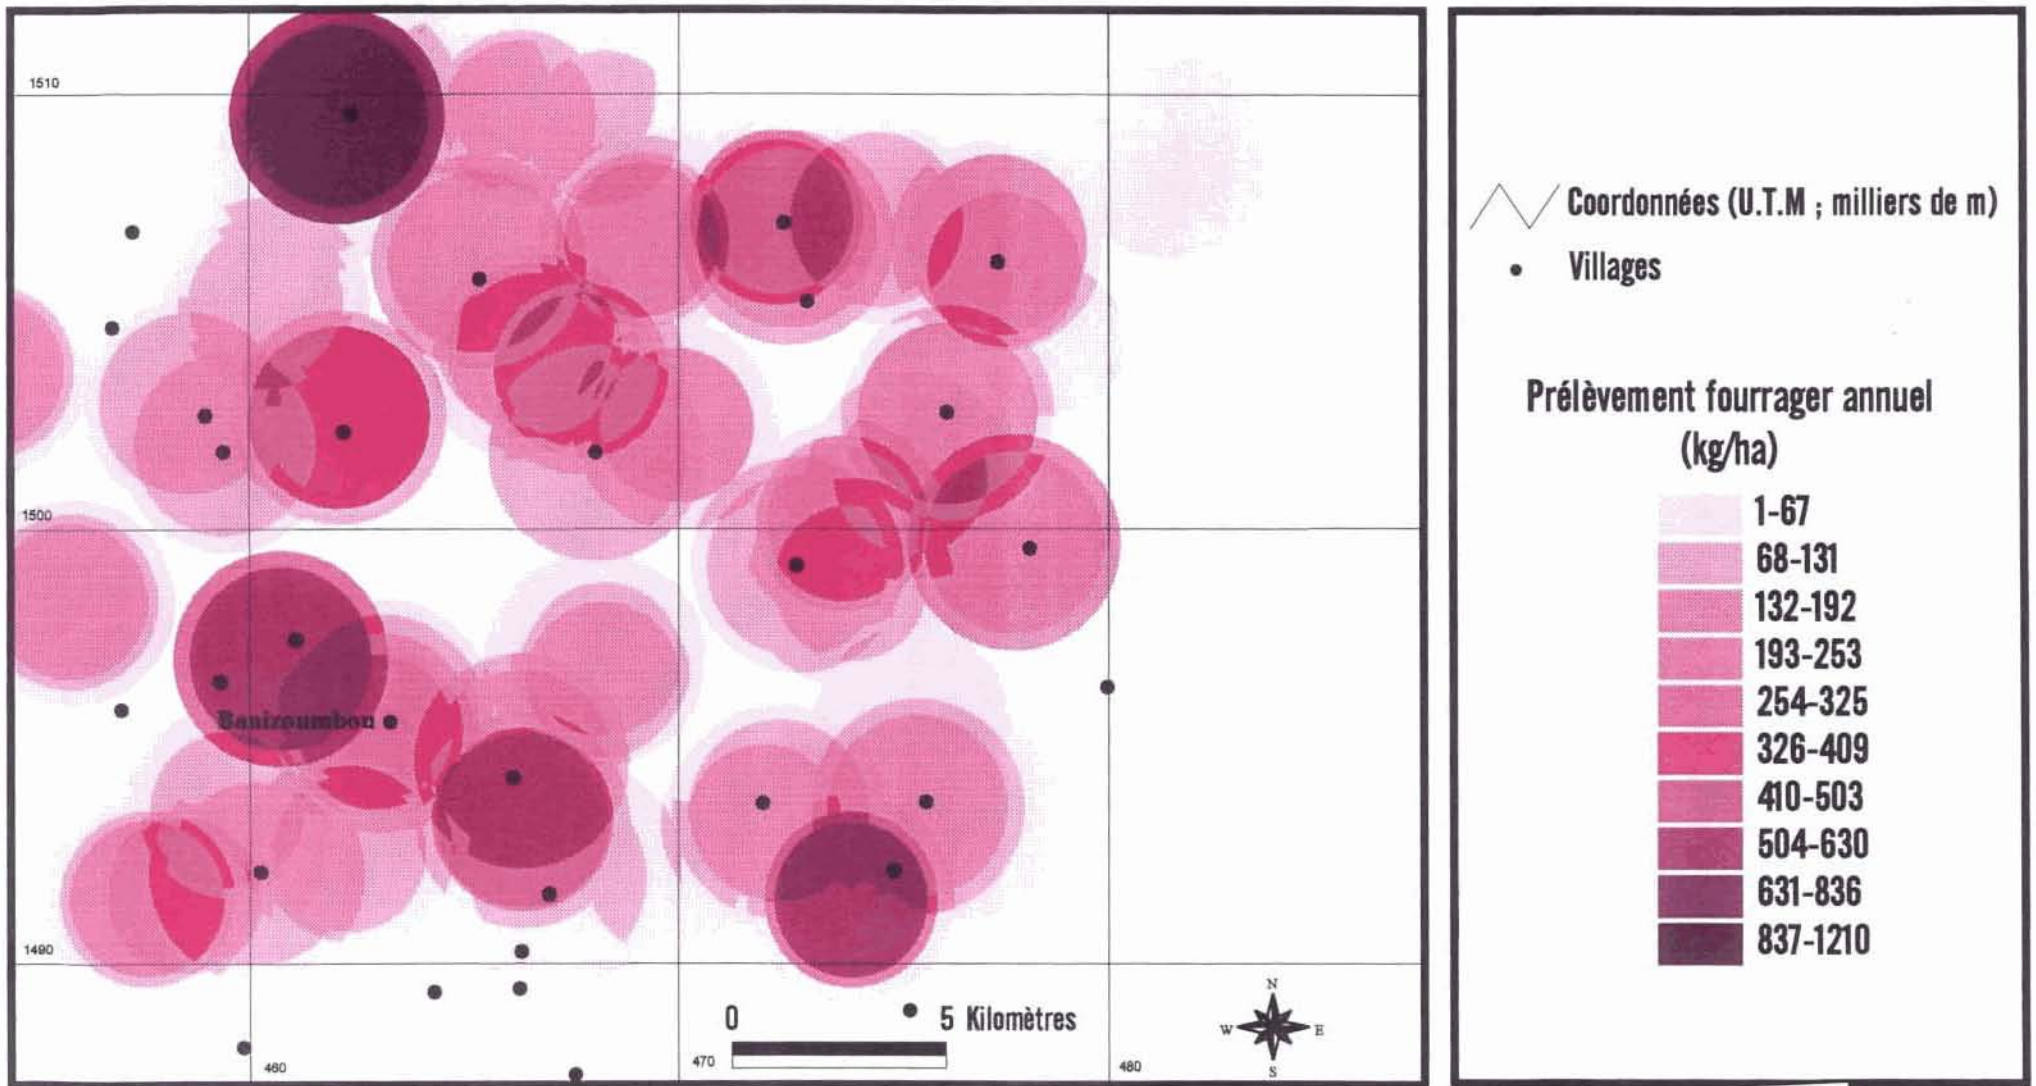 1510
1500
1490
460
470
480
Banizoumbou
0 5 Kilomètres
N
W E
S
Coordonnées (U.T.M ; milliers de m)
Villages
Prélèvement fourrager annuel
(kg/ha)
1-67
68-131
132-192
193-253
254-325
326-409
410-503
504-630
631-836
837-1210